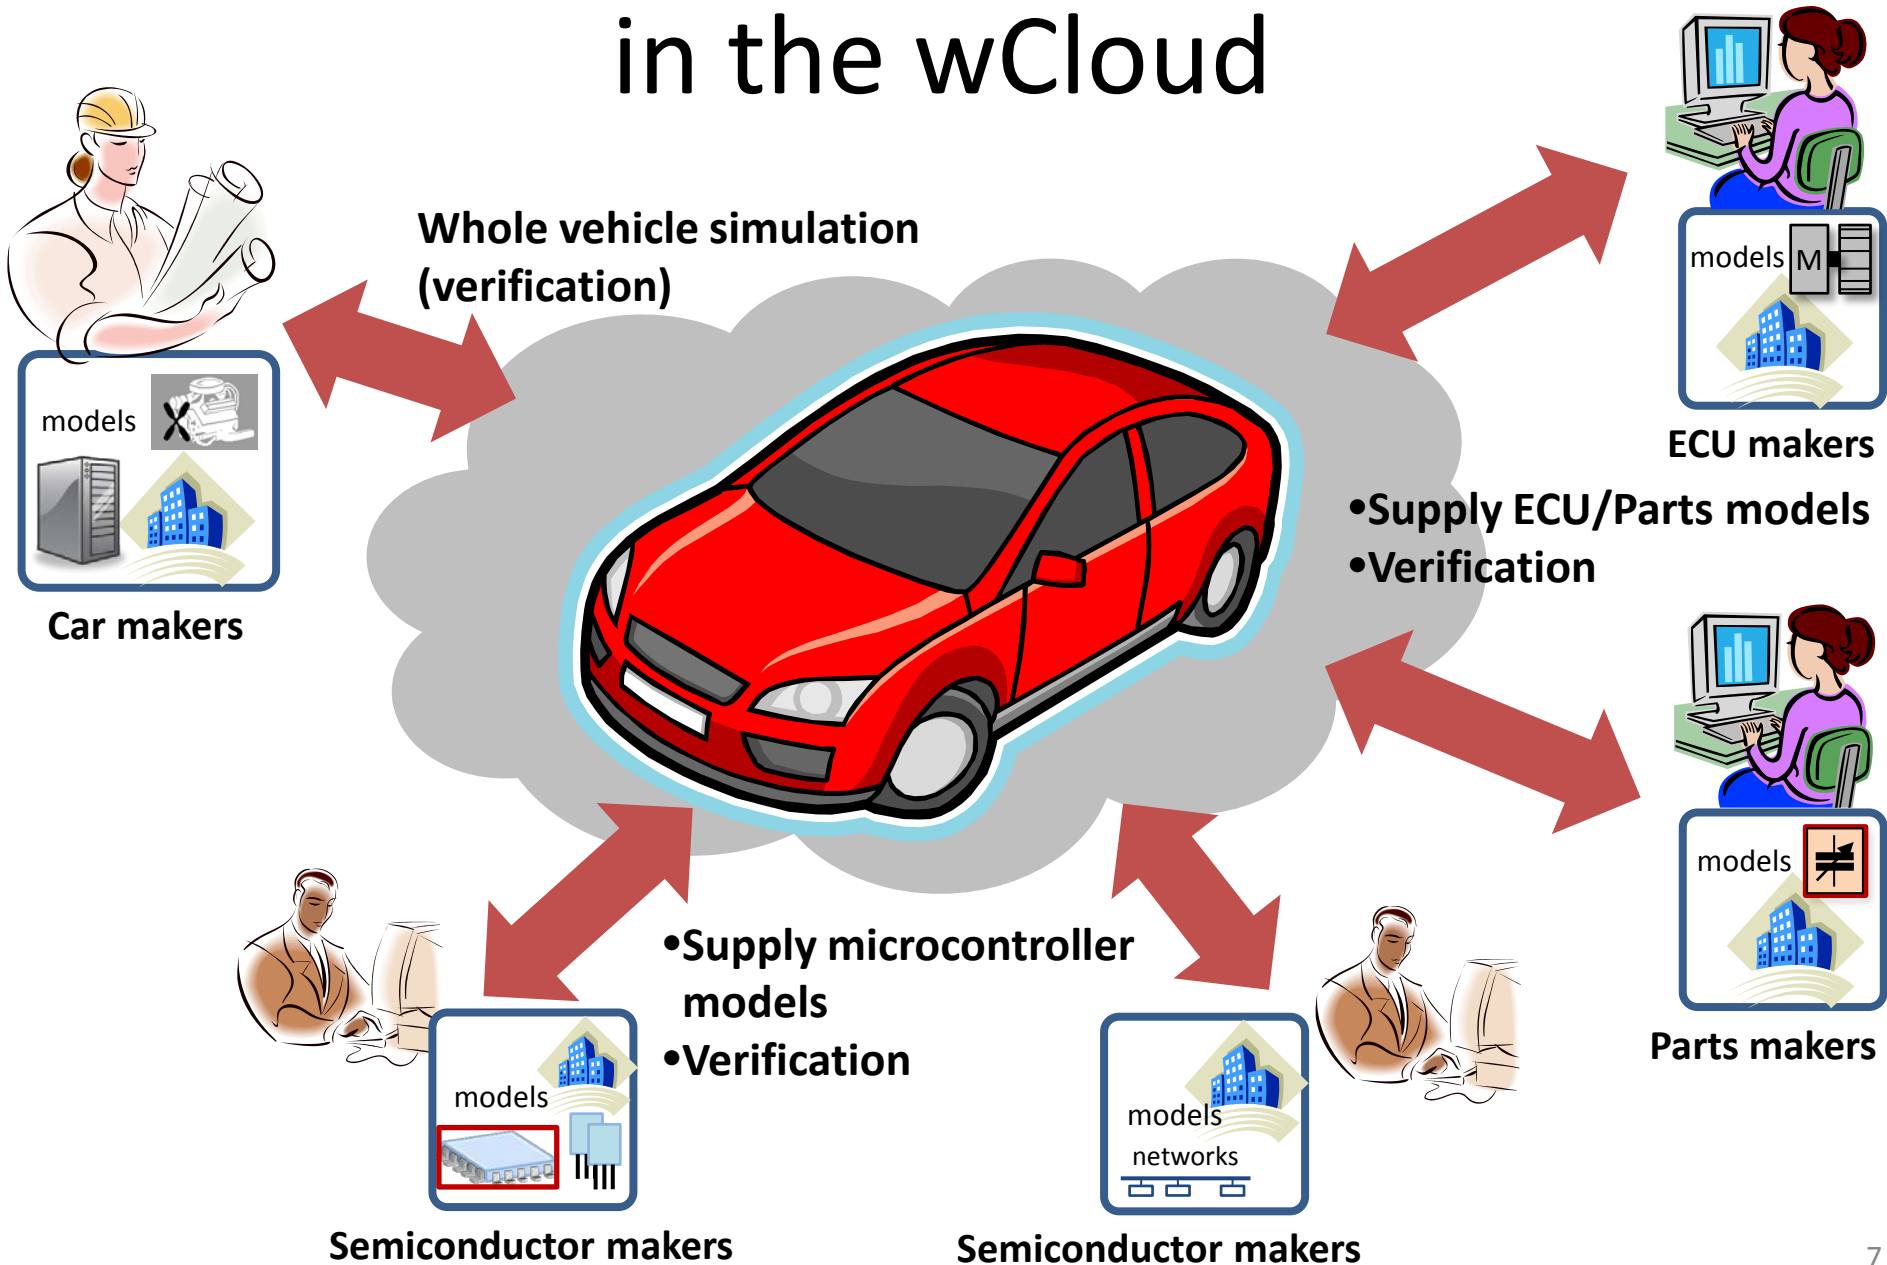 in the wCloud
Whole vehicle simulation
(verification)
models
M
ECU makers
models
Car makers
•Supply ECU/Parts models
•Verification
models
Parts makers
•Supply microcontroller
models
•Verification
models
Semiconductor makers
models
networks
Semiconductor makers
7